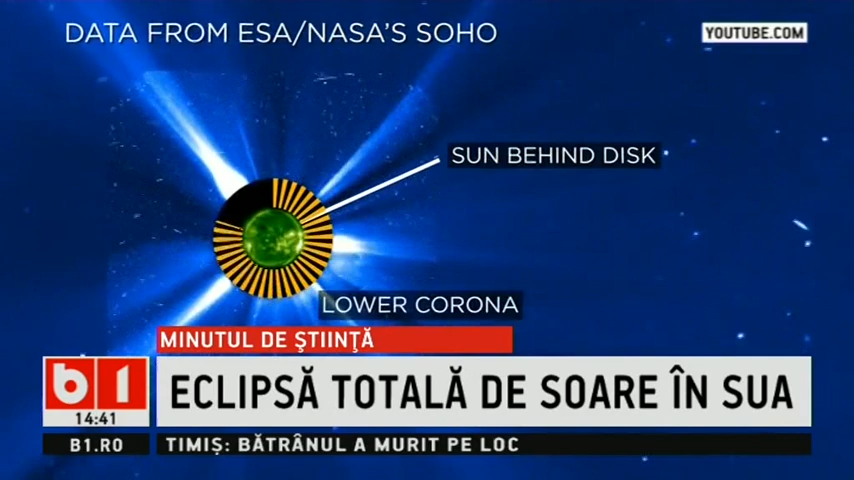 DATA FROM ESA/NASA'S SOHO
YOUTUBE.COM
SUN BEHIND DISK
LOWER CORONA
MINUTUL DE ŞTIINŢĂ
b1
ECLIPSĂ TOTALĂ DE SOARE ÎN SUA
14:41
B1.RO
TIMIŞ: BĂTRÂNUL A MURIT PE LOC